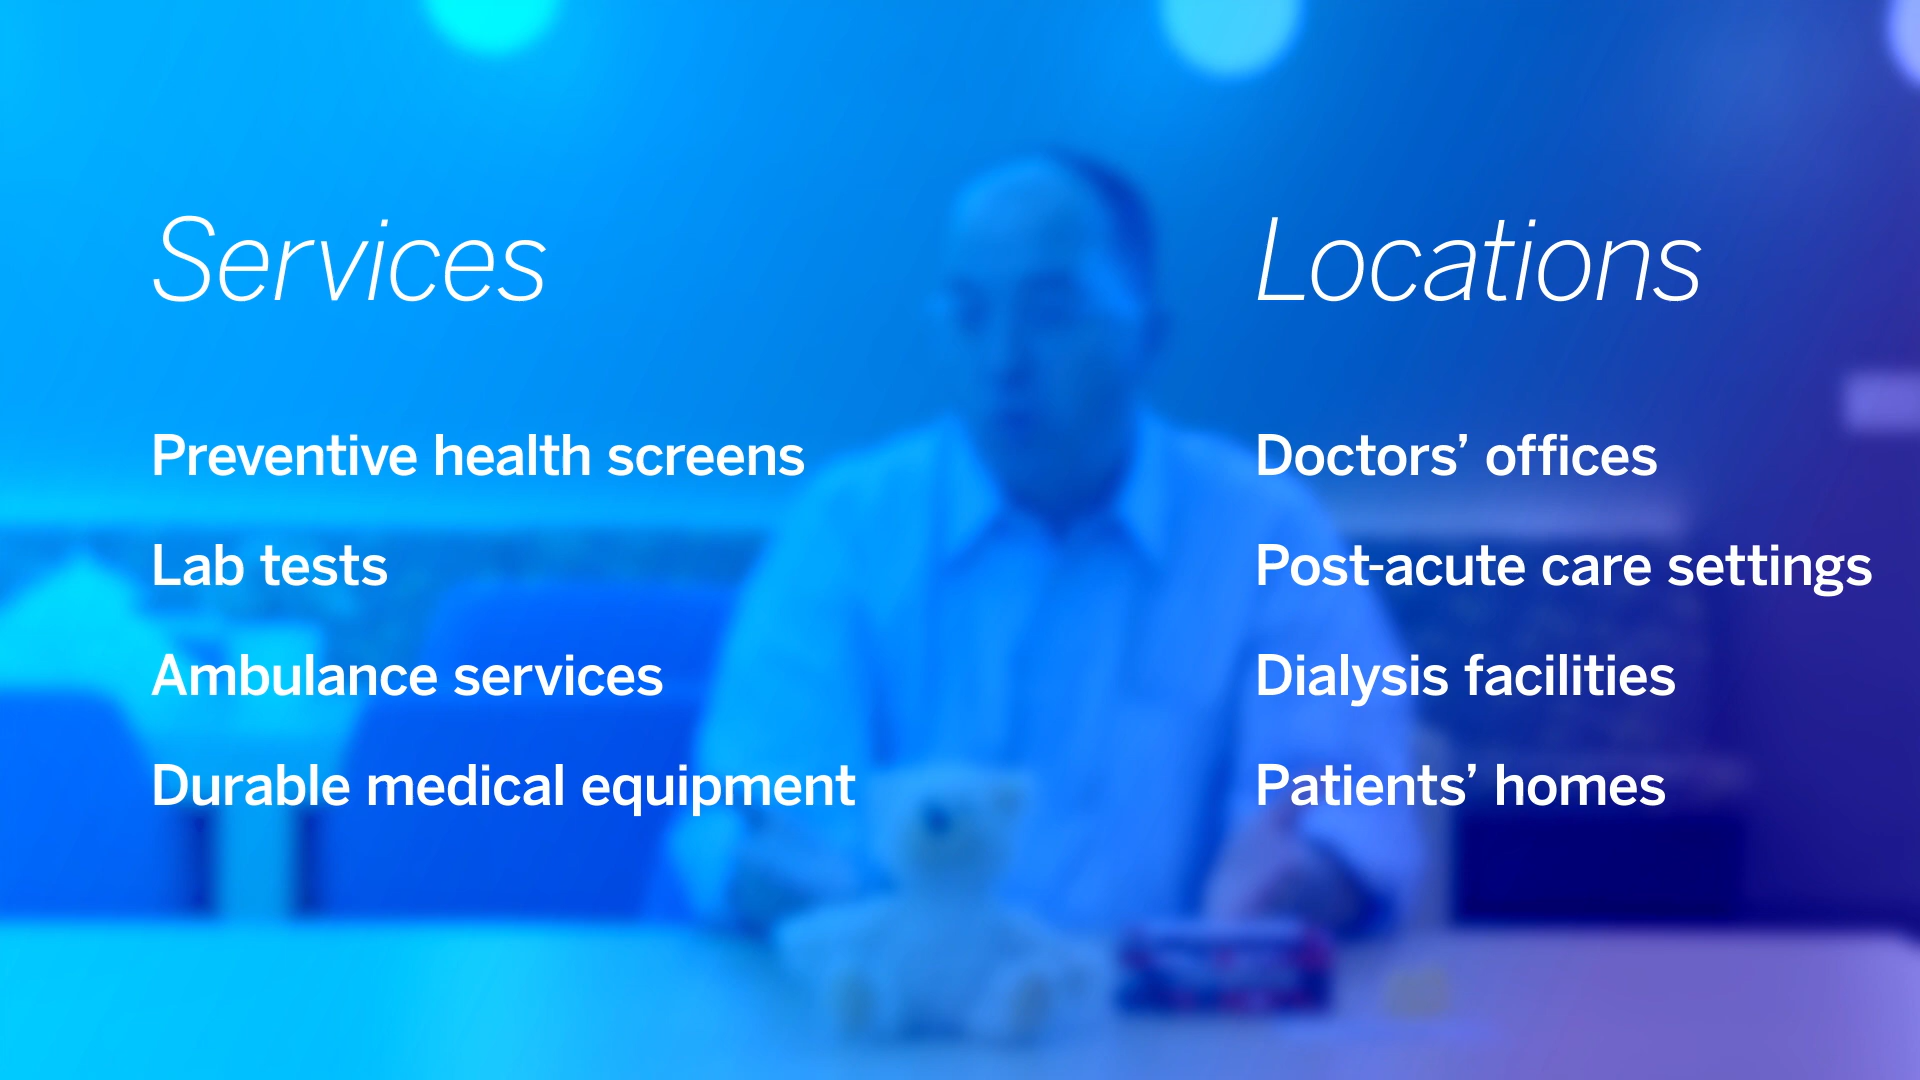 Services
Preventive health screens
Lab tests
Ambulance services
Durable medical equipment
Locations
Doctors’ offices
Post-acute care settings
Dialysis facilities
Patients’ homes